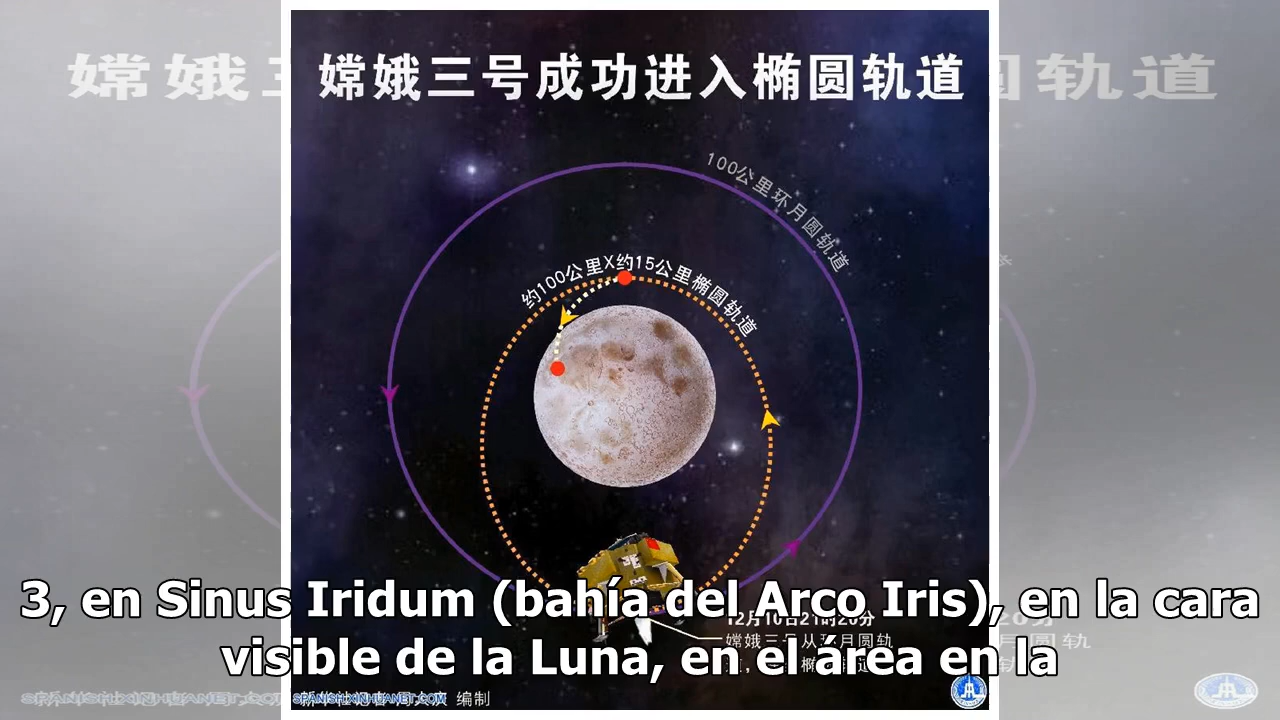 嫦娥三号成功进入椭圆轨道
100公里环月圆轨道
约100公里X约15公里椭圆轨道
12月10日21时20分
嫦娥三号从环月圆轨
3, en Sinus Iridum (bahía del Arco Iris), en la cara
visible de la Luna, en el área en la
SPANISH.XINHUANET.COM 编制